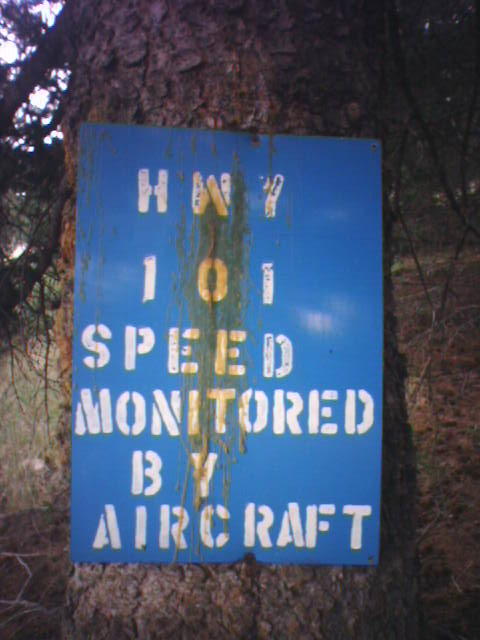 HWY
101
SPEED
MONITORED
BY
AIRCRAFT